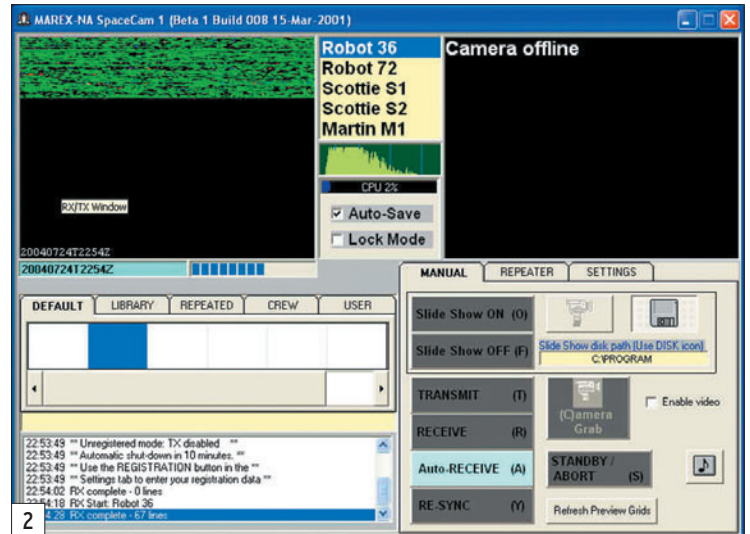 MAREX-NA SpaceCam 1 (Beta 1 Build 008 15-Mar-2001)
Robot 36
Robot 72
Scottie S1
Scottie S2
Martin M1
Camera offline
CPU 2%
RX/TX Window
Auto-Save
Lock Mode
20040724T2254Z
20040724T2254Z
MANUAL REPEATER SETTINGS
DEFAULT LIBRARY REPEATED CREW USER
Slide Show ON (O)
Slide Show OFF (F)
Slide Show disk path (Use DISK icon)
C:\PROGRAM
TRANSMIT (T)
(C)amera Grab
Enable video
RECEIVE (R)
Auto-RECEIVE (A)
STANDBY / ABORT (S)
RE-SYNC (Y)
Refresh Preview Grids
22:53:49 ** Unregistered mode: TX disabled **
22:53:49 ** Automatic shut-down in 10 minutes. **
22:53:49 ** Use the REGISTRATION button in the **
22:53:49 ** Settings tab to enter your registration data **
22:54:02 RX complete - 0 lines
22:54:18 RX Start: Robot 36
4:28 RX complete - 67 lines
2